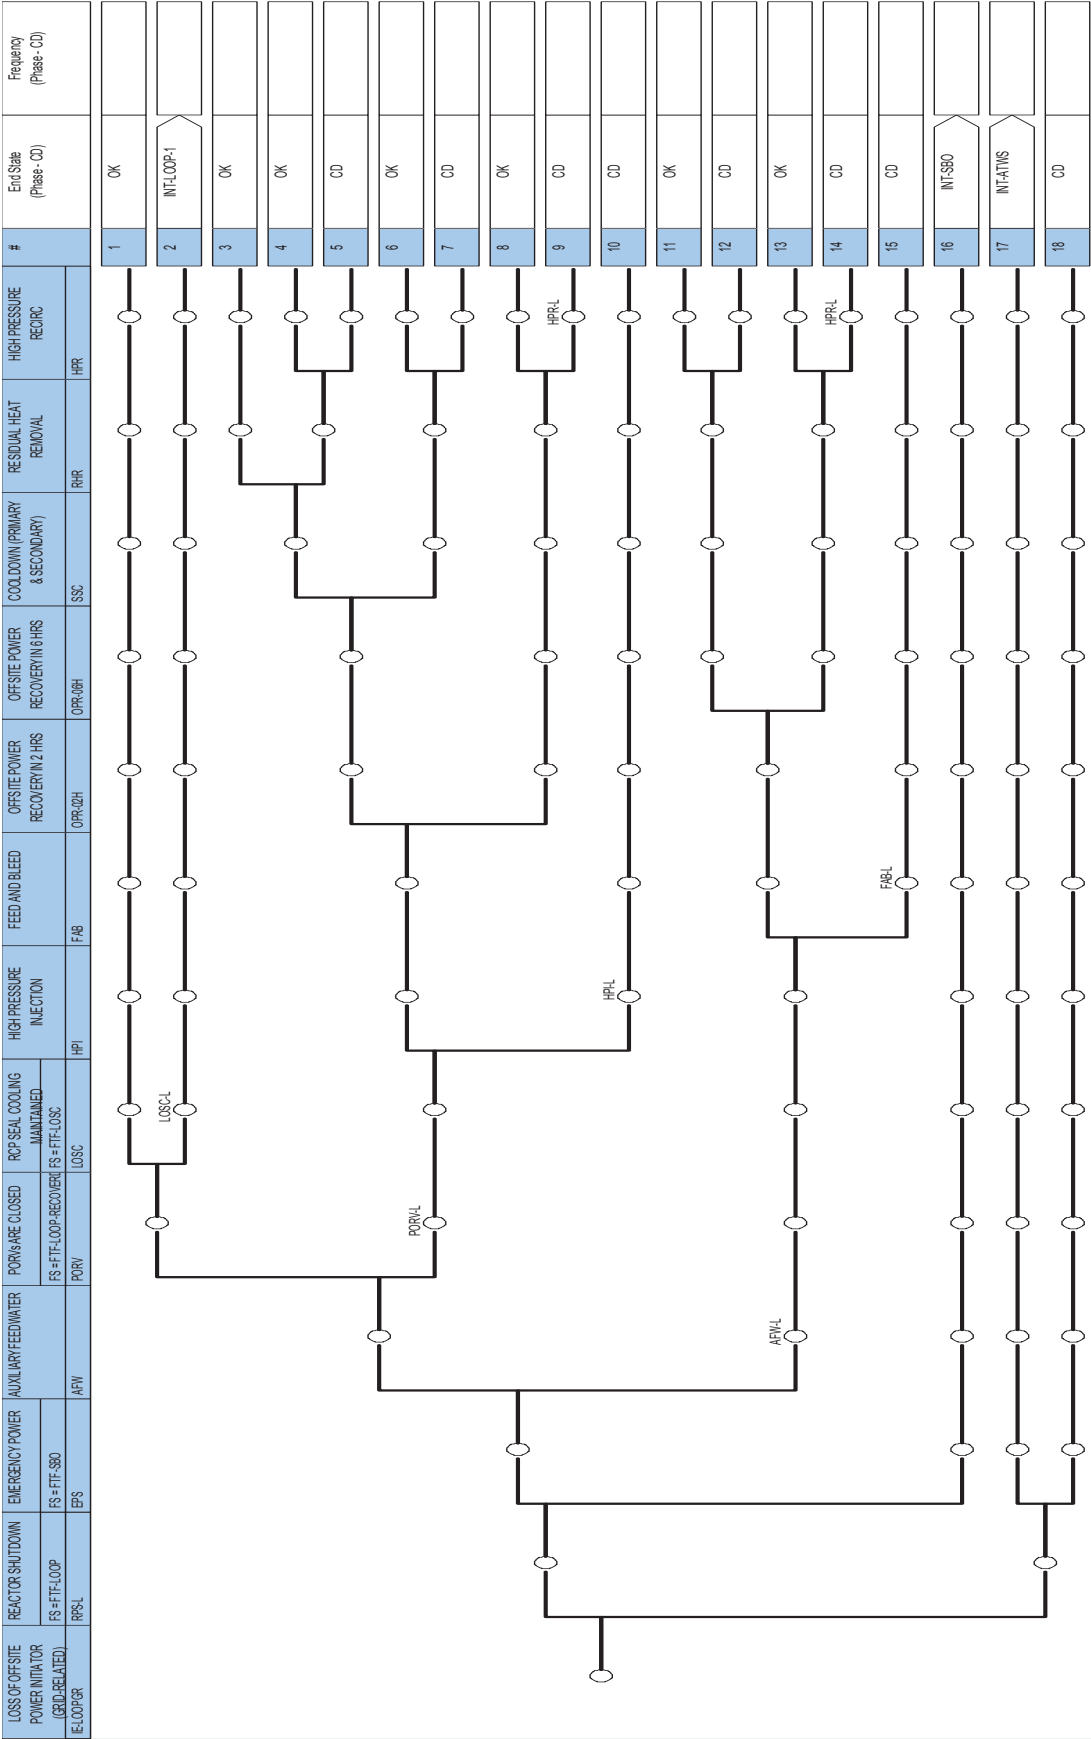 LOSS OF OFFSITE
POWER INITIATOR
(GRID-RELATED)
IE-LOOPGR
REACTOR SHUTDOWN
FS = FTF-LOOP
RPS-L
EMERGENCY POWER
FS = FTF-SBO
EPS
AUXILIARY FEEDWATER
AFW
PORVs ARE CLOSED
FS = FTF-LOOP-RECOVERD
PORV
RCP SEAL COOLING
MAINTAINED
FS = FTF-LOSC
LOSC
HIGH PRESSURE
INJECTION
HPI
FEED AND BLEED
FAB
OFFSITE POWER
RECOVERY IN 2 HRS
OPR-02H
OFFSITE POWER
RECOVERY IN 6 HRS
OPR-06H
COOLDOWN (PRIMARY
& SECONDARY)
SSC
RESIDUAL HEAT
REMOVAL
RHR
HIGH PRESSURE
RECIRC
HPR
#
End State
(Phase - CD)
Frequency
(Phase - CD)
1
OK
LOSC-L
2
INT-LOOP-1
3
OK
4
OK
5
CD
6
OK
PORV-L
7
CD
8
OK
HPR-L
9
CD
HPI-L
10
CD
11
OK
12
CD
AFW-L
13
OK
HPR-L
14
CD
FAB-L
15
CD
16
INT-SBO
17
INT-ATWS
18
CD